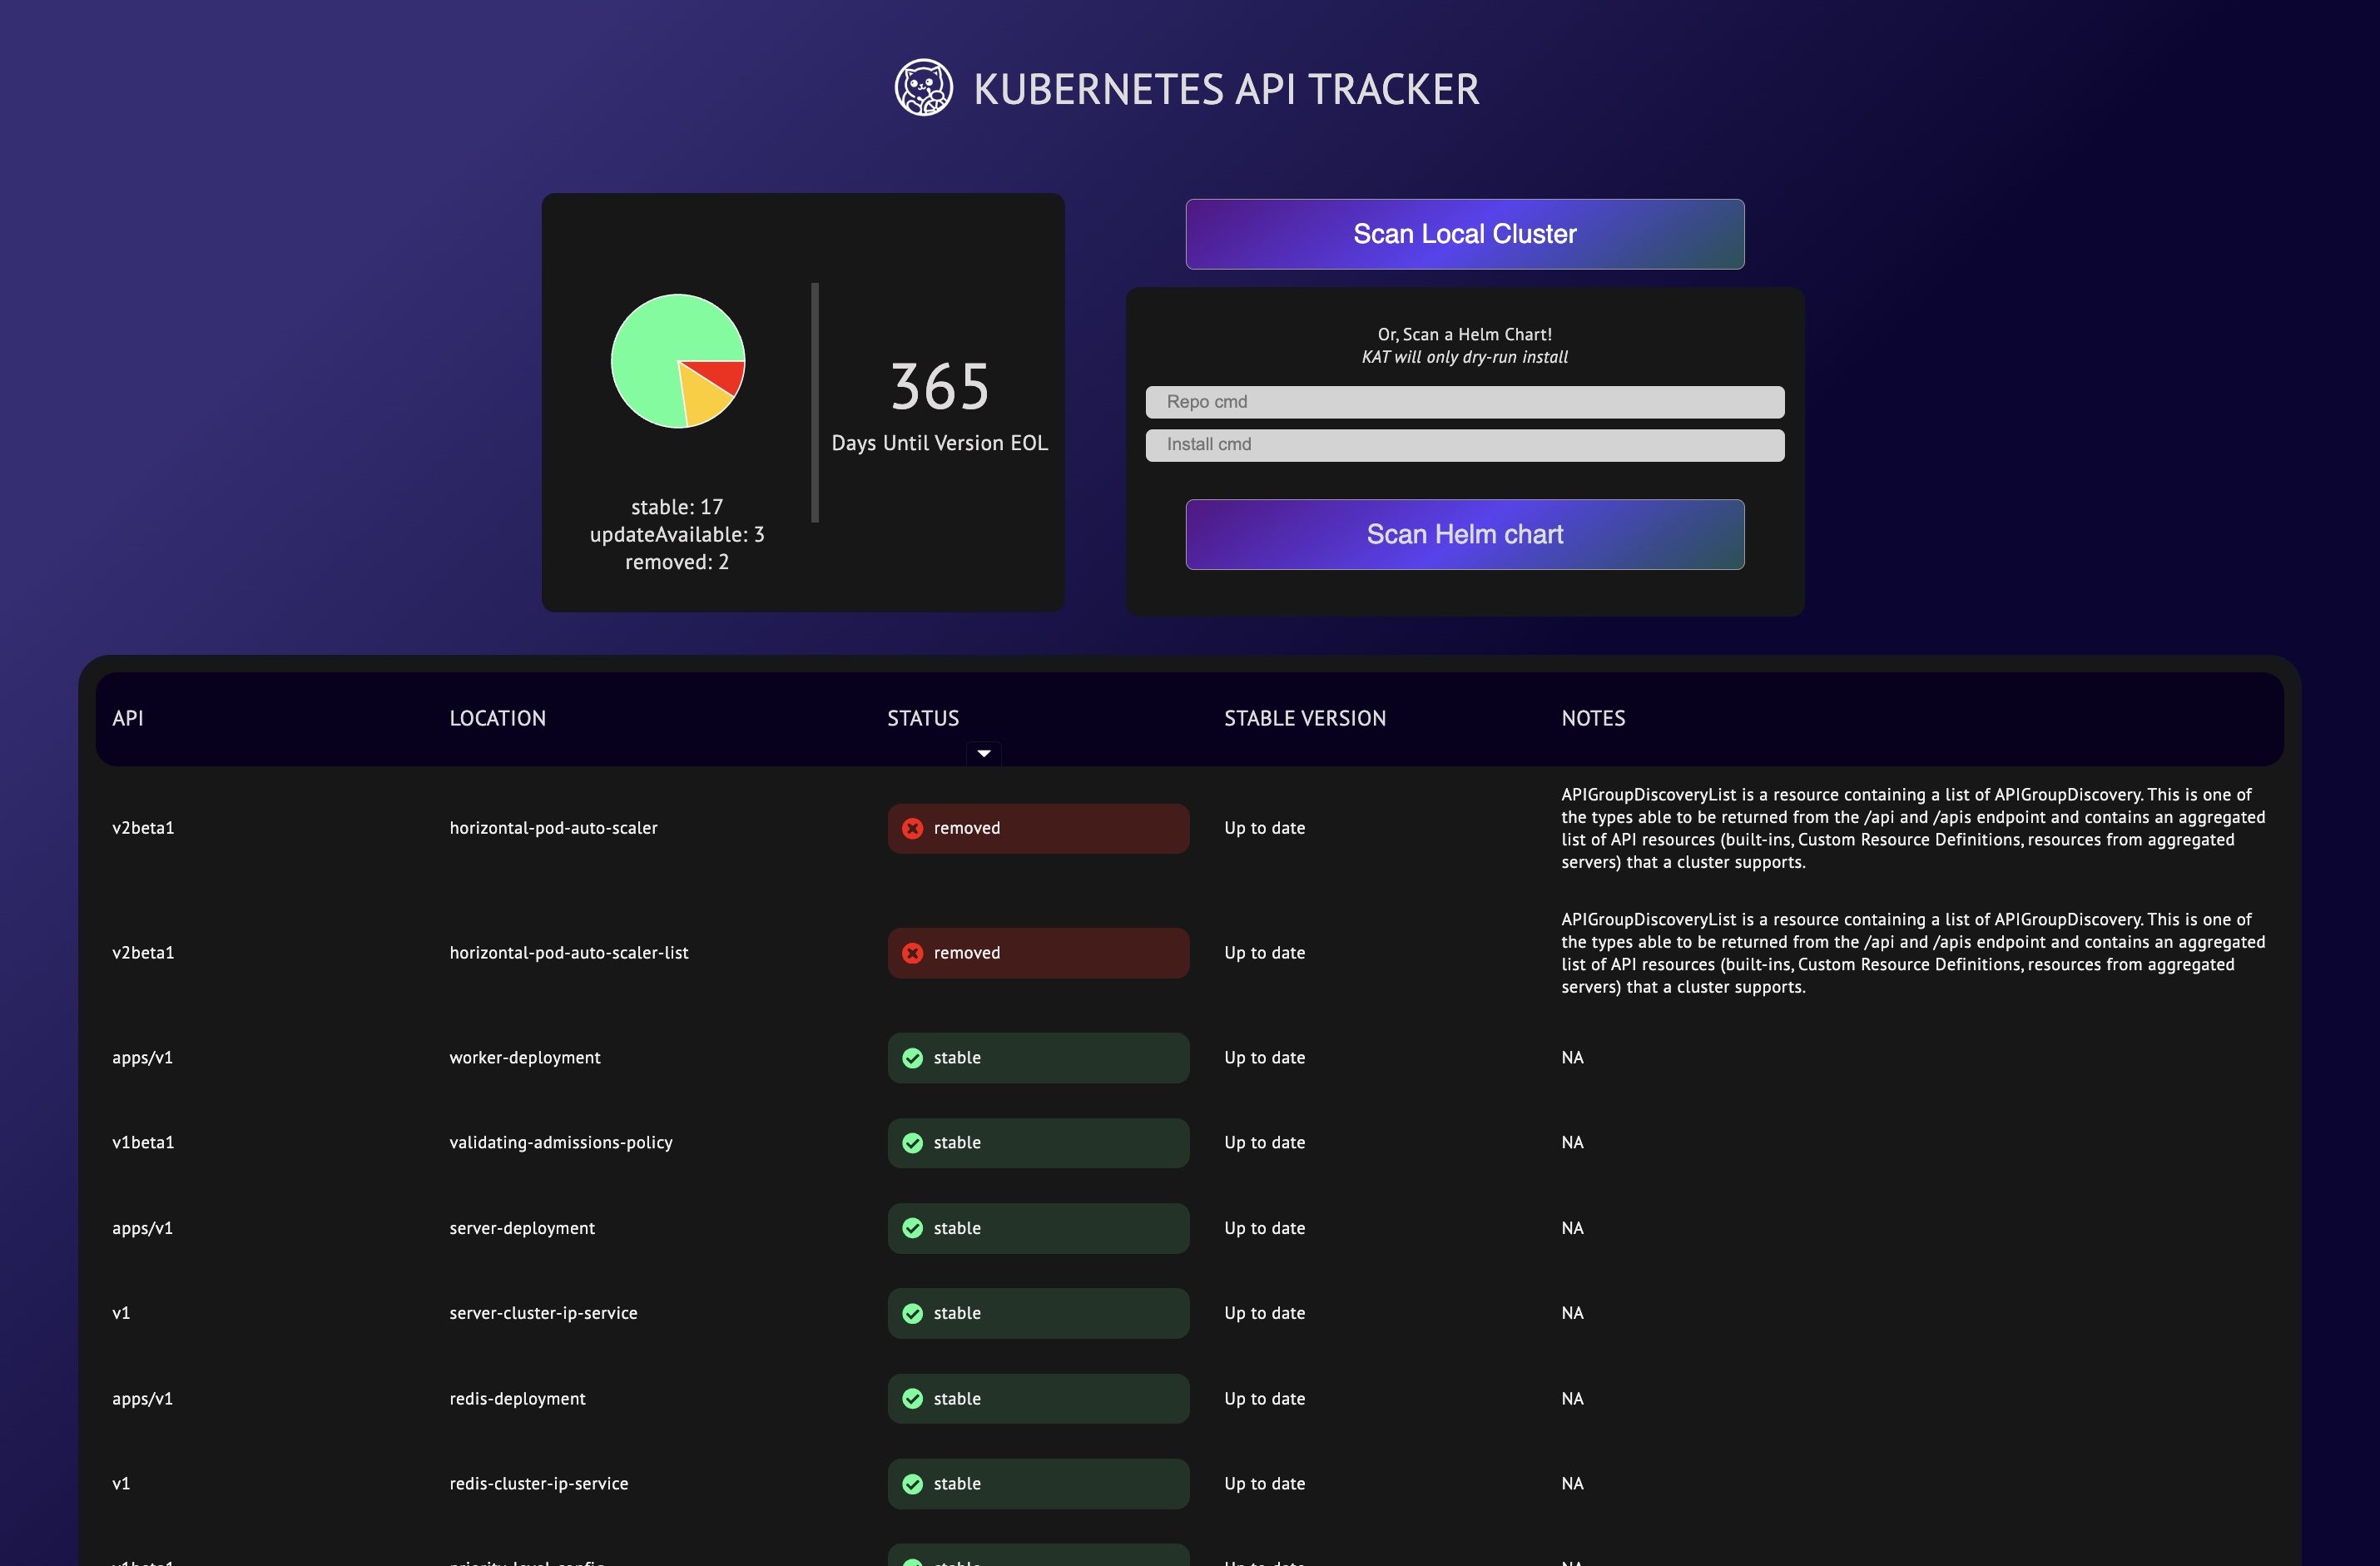 KUBERNETES API TRACKER
365
Days Until Version EOL
stable: 17
updateAvailable: 3
removed: 2
Scan Local Cluster
Or, Scan a Helm Chart!
KAT will only dry-run install
Repo cmd
Install cmd
Scan Helm chart
API LOCATION STATUS STABLE VERSION NOTES
v2beta1 horizontal-pod-auto-scaler removed Up to date
APIGroupDiscoveryList is a resource containing a list of APIGroupDiscovery. This is one of
the types able to be returned from the /api and /apis endpoint and contains an aggregated
list of API resources (built-ins, Custom Resource Definitions, resources from aggregated
servers) that a cluster supports.
v2beta1 horizontal-pod-auto-scaler-list removed Up to date
APIGroupDiscoveryList is a resource containing a list of APIGroupDiscovery. This is one of
the types able to be returned from the /api and /apis endpoint and contains an aggregated
list of API resources (built-ins, Custom Resource Definitions, resources from aggregated
servers) that a cluster supports.
apps/v1 worker-deployment stable Up to date NA
v1beta1 validating-admissions-policy stable Up to date NA
apps/v1 server-deployment stable Up to date NA
v1 server-cluster-ip-service stable Up to date NA
apps/v1 redis-deployment stable Up to date NA
v1 redis-cluster-ip-service stable Up to date NA